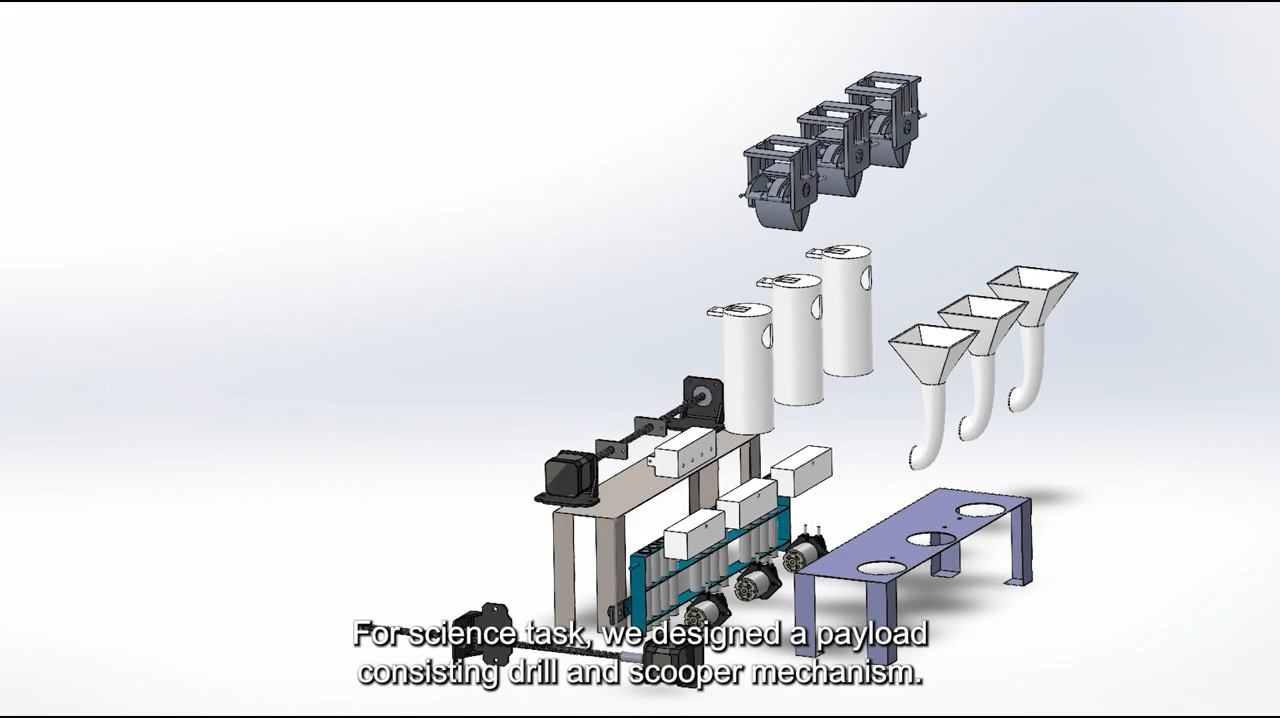 For science task, we designed a payload
consisting drill and scooper mechanism.